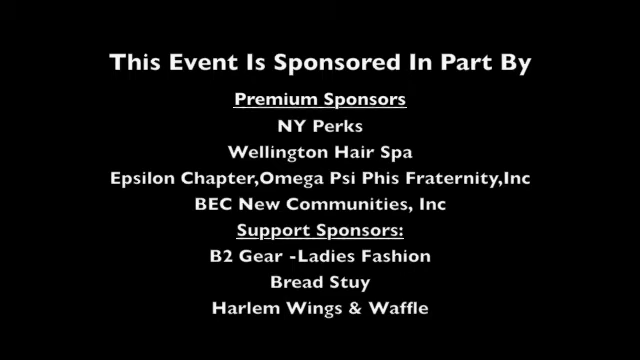 This Event Is Sponsored In Part By
Premium Sponsors
NY Perks
Wellington Hair Spa
Epsilon Chapter,Omega Psi Phis Fraternity,Inc
BEC New Communities, Inc
Support Sponsors:
B2 Gear -Ladies Fashion
Bread Stuy
Harlem Wings & Waffle